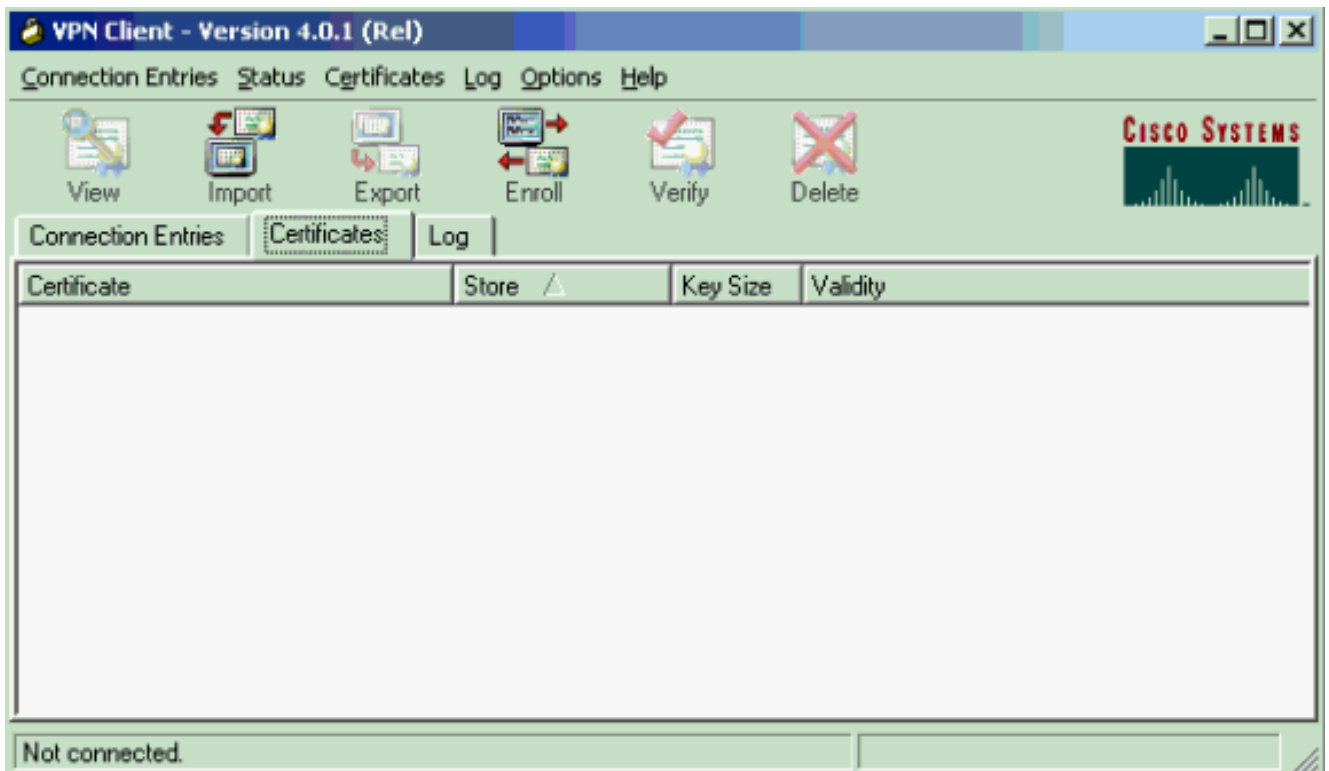 VPN Client - Version 4.0.1 (Rel)
Connection Entries Status Certificates Log Options Help
View Import Export Enroll Verify Delete
CISCO SYSTEMS
Connection Entries Certificates Log
Certificate Store Key Size Validity
Not connected.